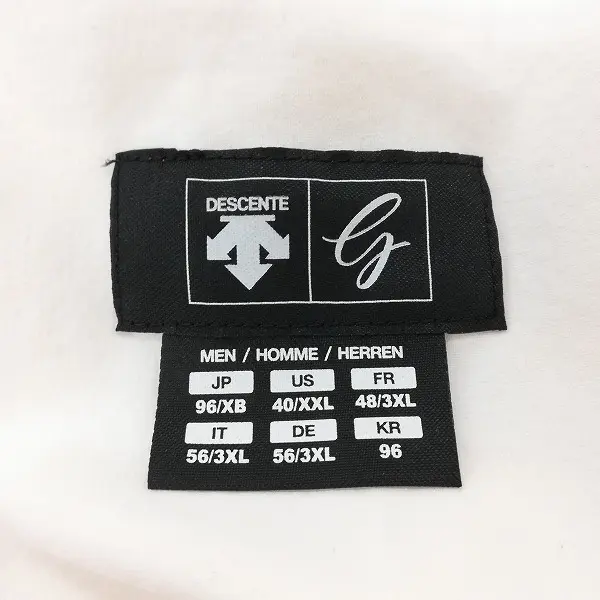 DESCENTE
G
MEN / HOMME / HERREN
JP US FR
96/XB 40/XXL 48/3XL
IT DE KR
56/3XL 56/3XL 96